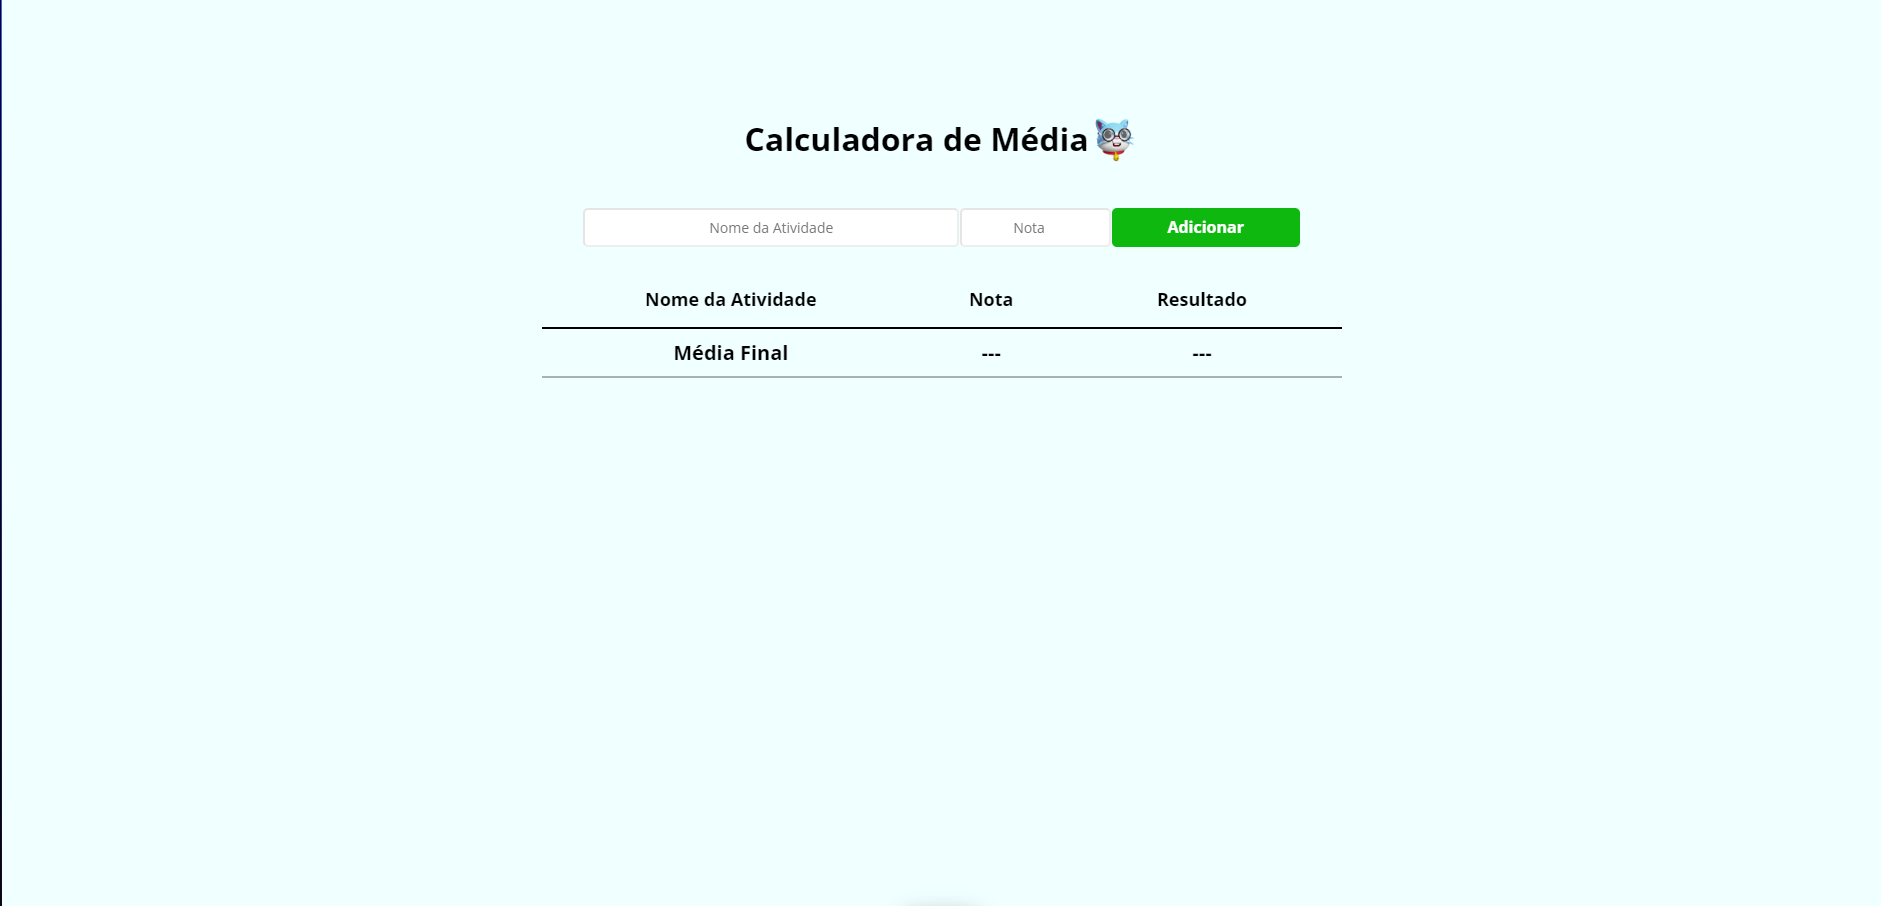 Calculadora de Média
Nome da Atividade Nota Adicionar
Nome da Atividade Nota Resultado
Média Final --- ---